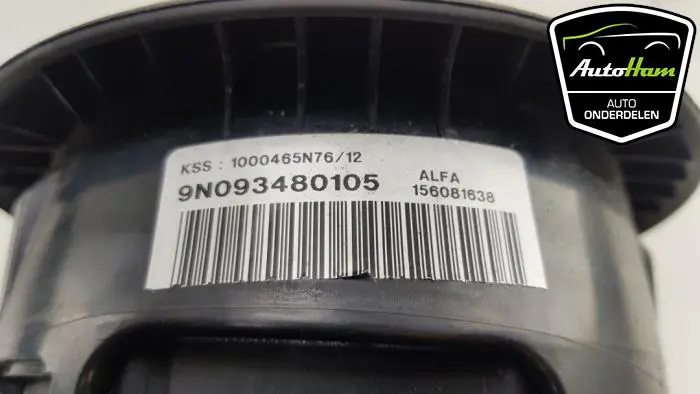 KSS : 1000465N76/12
9N093480105
ALFA
156081638
AutoHam
AUTO
ONDERDELEN